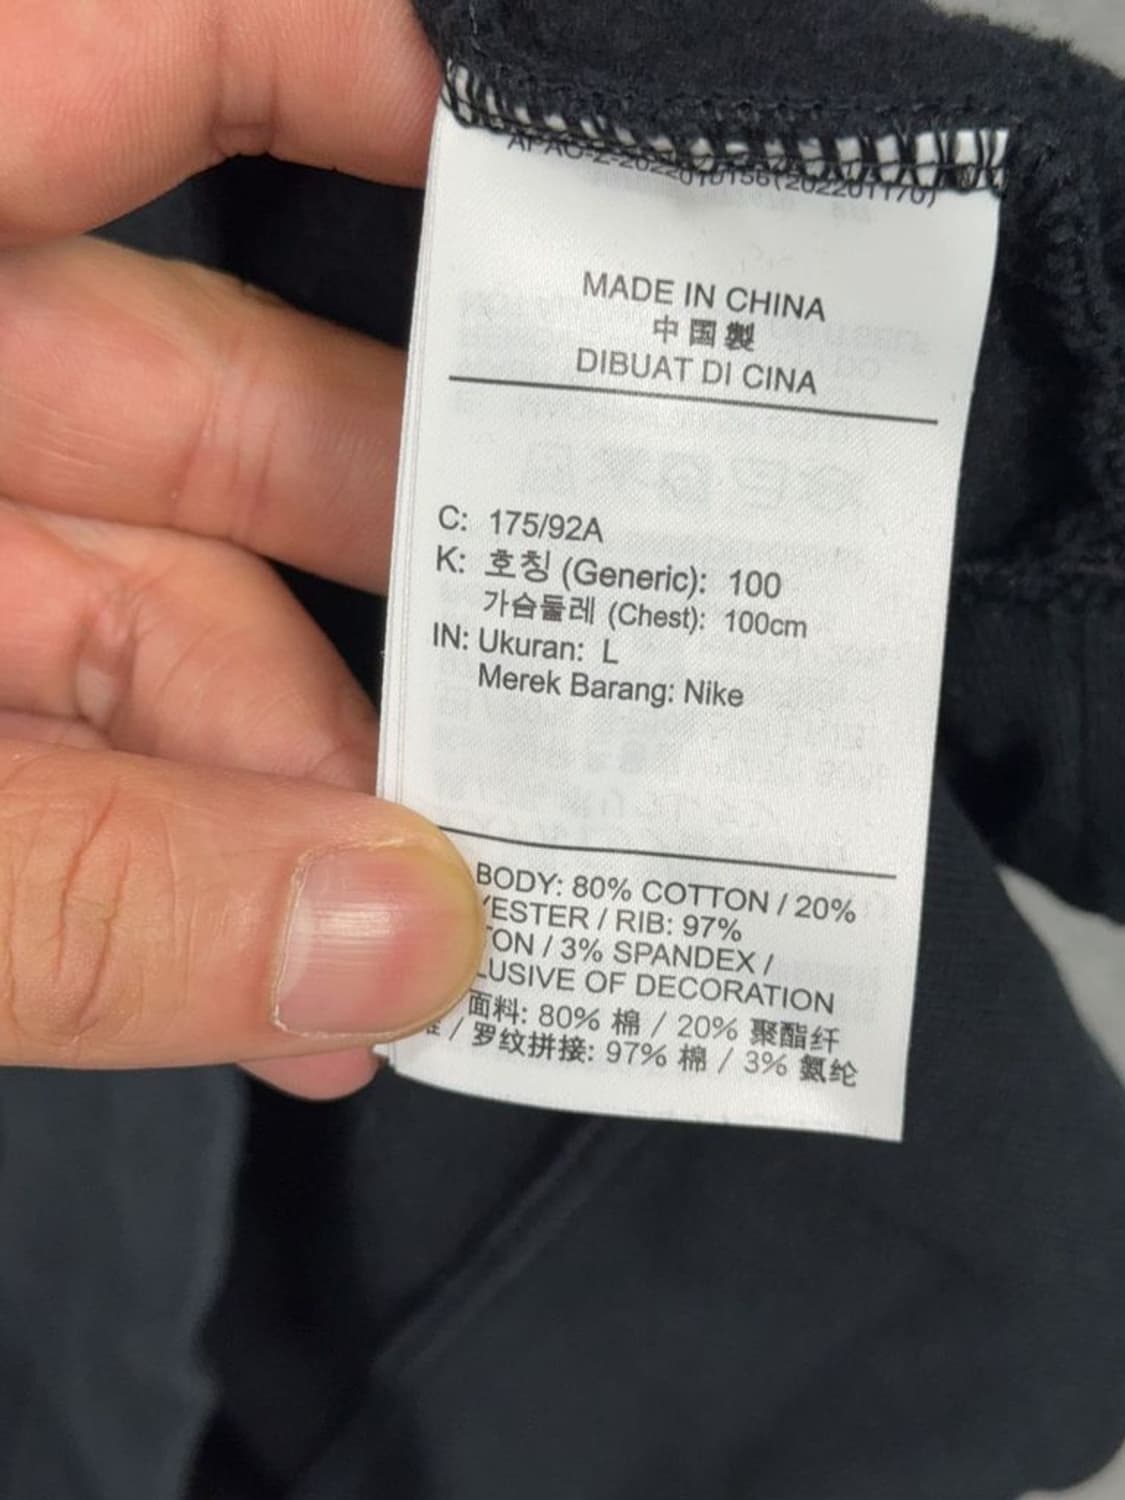 MADE IN CHINA
中国製
DIBUAT DI CINA
C: 175/92A
K: 호칭 (Generic): 100
가슴둘레 (Chest): 100cm
IN: Ukuran: L
Merek Barang: Nike
BODY: 80% COTTON / 20%
YESTER / RIB: 97%
TON / 3% SPANDEX /
LUSIVE OF DECORATION
面料: 80% 棉 / 20% 聚酯纤
维 / 罗纹拼接: 97% 棉 / 3% 氨纶